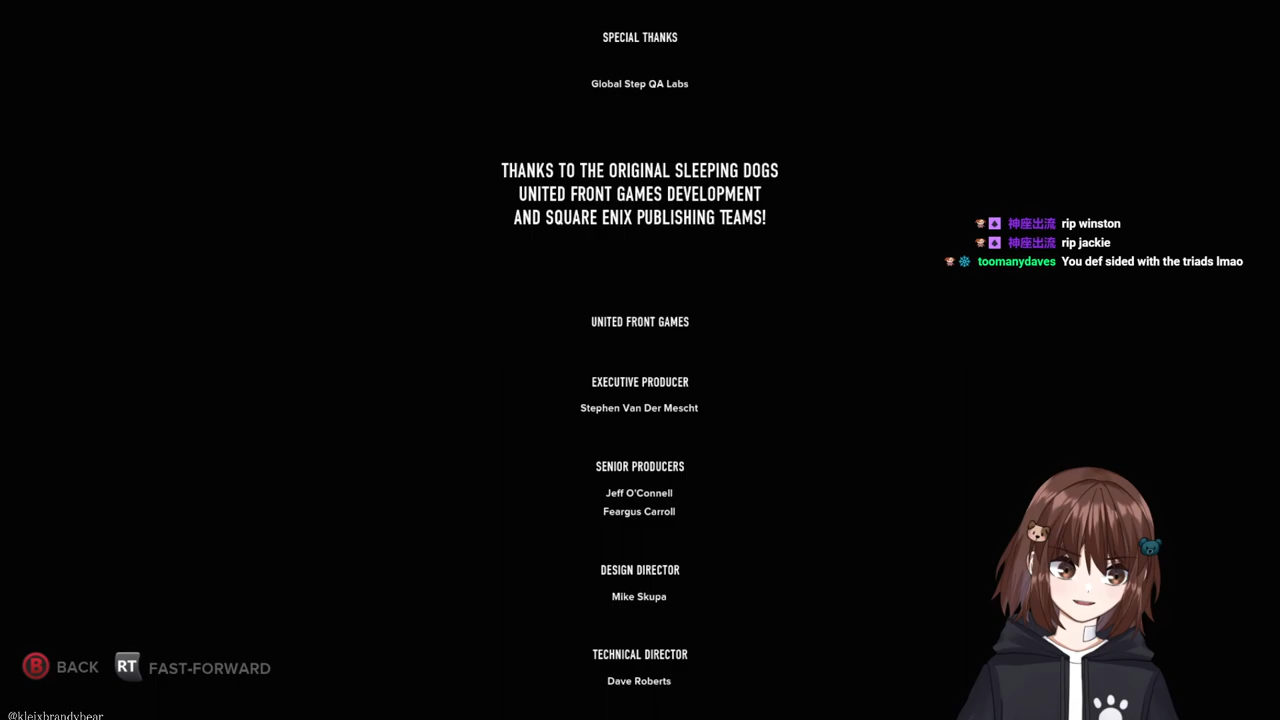 SPECIAL THANKS
Global Step QA Labs
THANKS TO THE ORIGINAL SLEEPING DOGS
UNITED FRONT GAMES DEVELOPMENT
AND SQUARE ENIX PUBLISHING TEAMS!
神座出流 rip winston
神座出流 rip jackie
toomanydaves You def sided with the triads lmao
UNITED FRONT GAMES
EXECUTIVE PRODUCER
Stephen Van Der Mescht
SENIOR PRODUCERS
Jeff O'Connell
Feargus Carroll
DESIGN DIRECTOR
Mike Skupa
TECHNICAL DIRECTOR
Dave Roberts
B BACK RT FAST-FORWARD
@kleixbrandybear